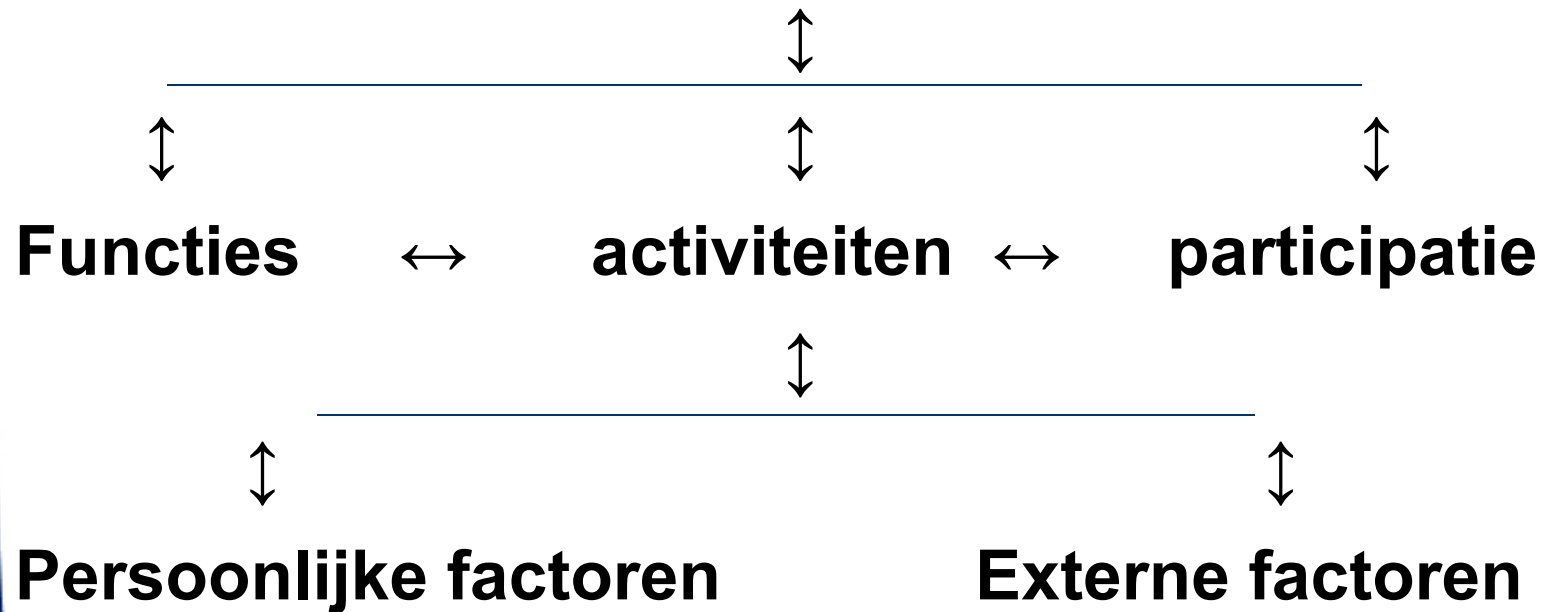 ↕
↕ ↕ ↕
Functies ↔ activiteiten ↔ participatie
↕
↕ ↕
Persoonlijke factoren Externe factoren